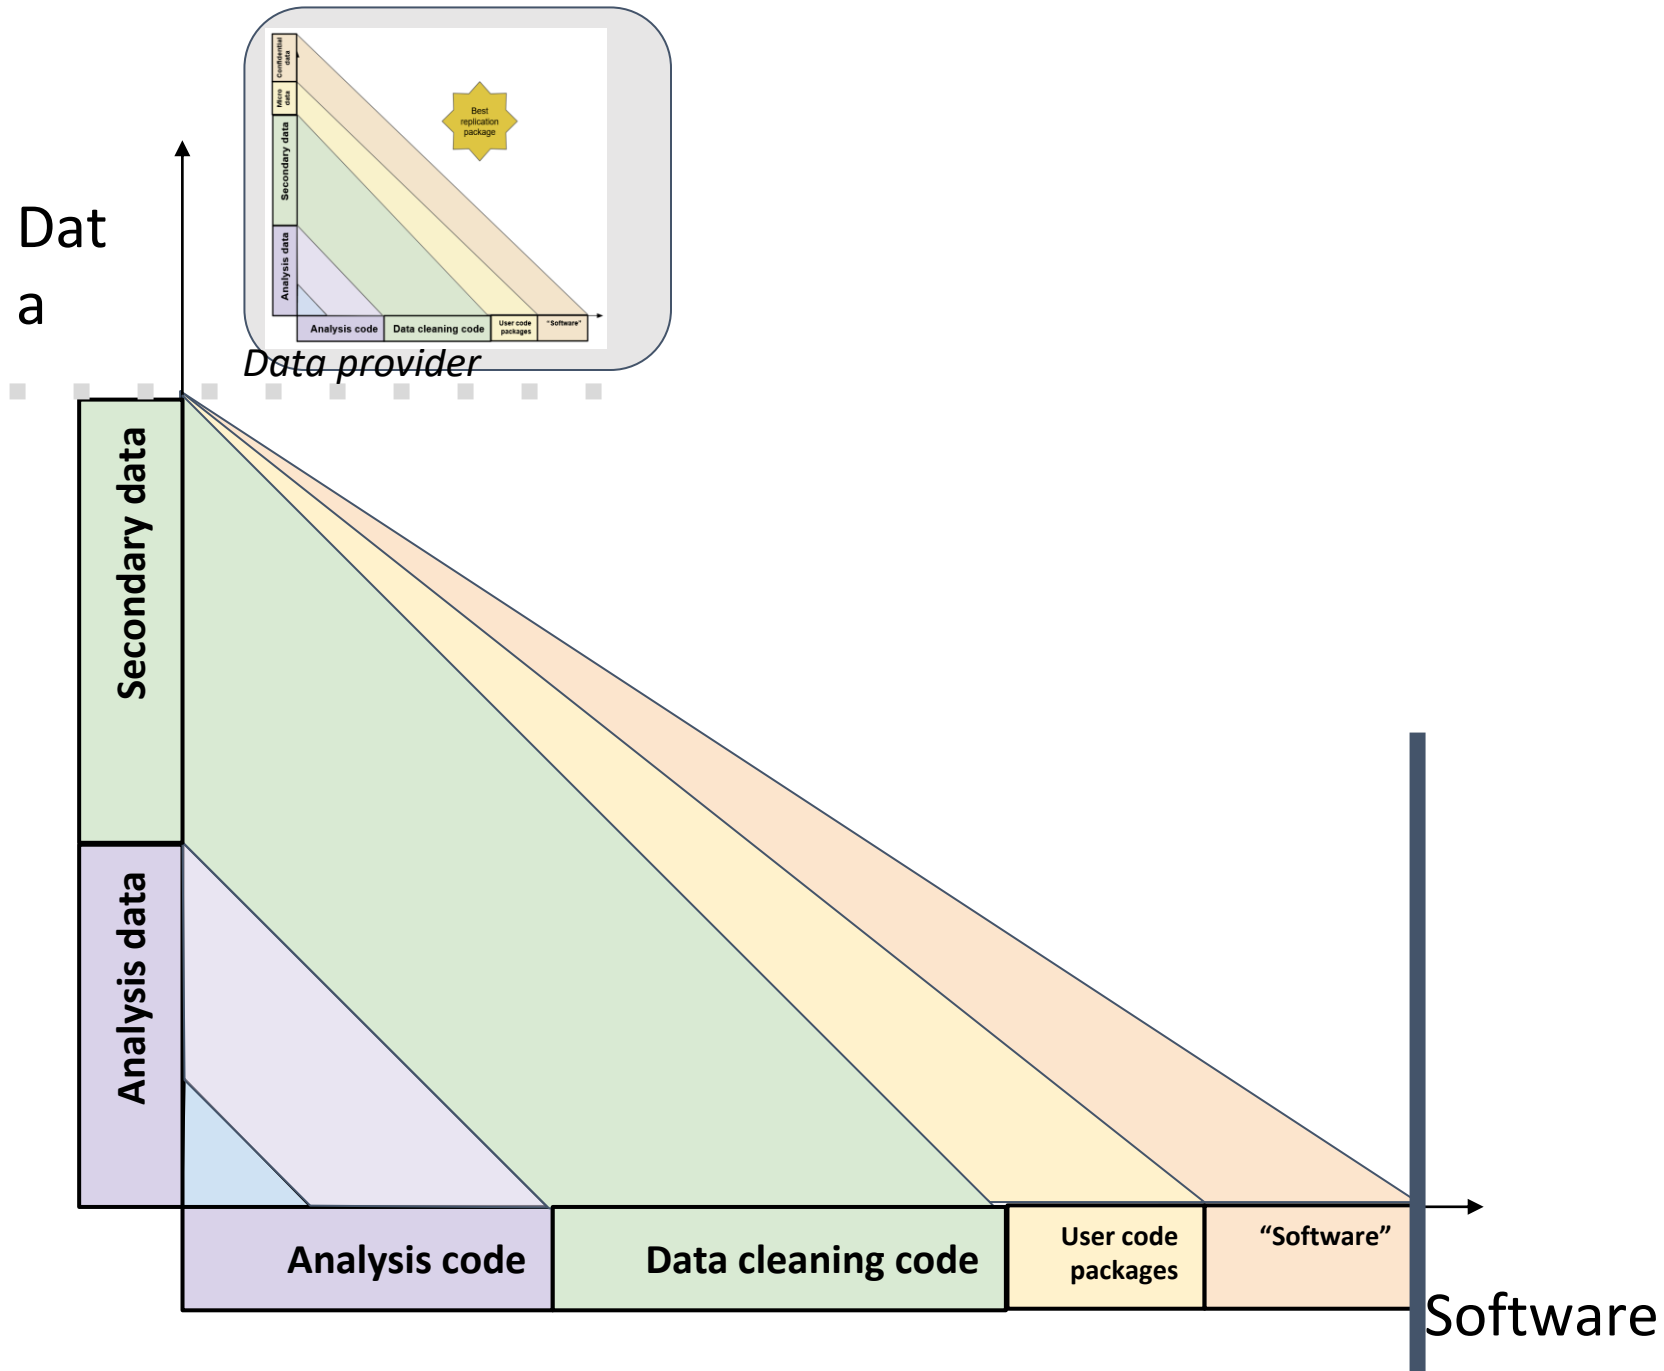 Confidential
data
Micro
data
Secondary data
Analysis data
Best
replication
package
Analysis code
Data cleaning code
User code
packages
"Software"
Data provider
Dat
a
Secondary data
Analysis data
Analysis code
Data cleaning code
User code
packages
“Software”
Software